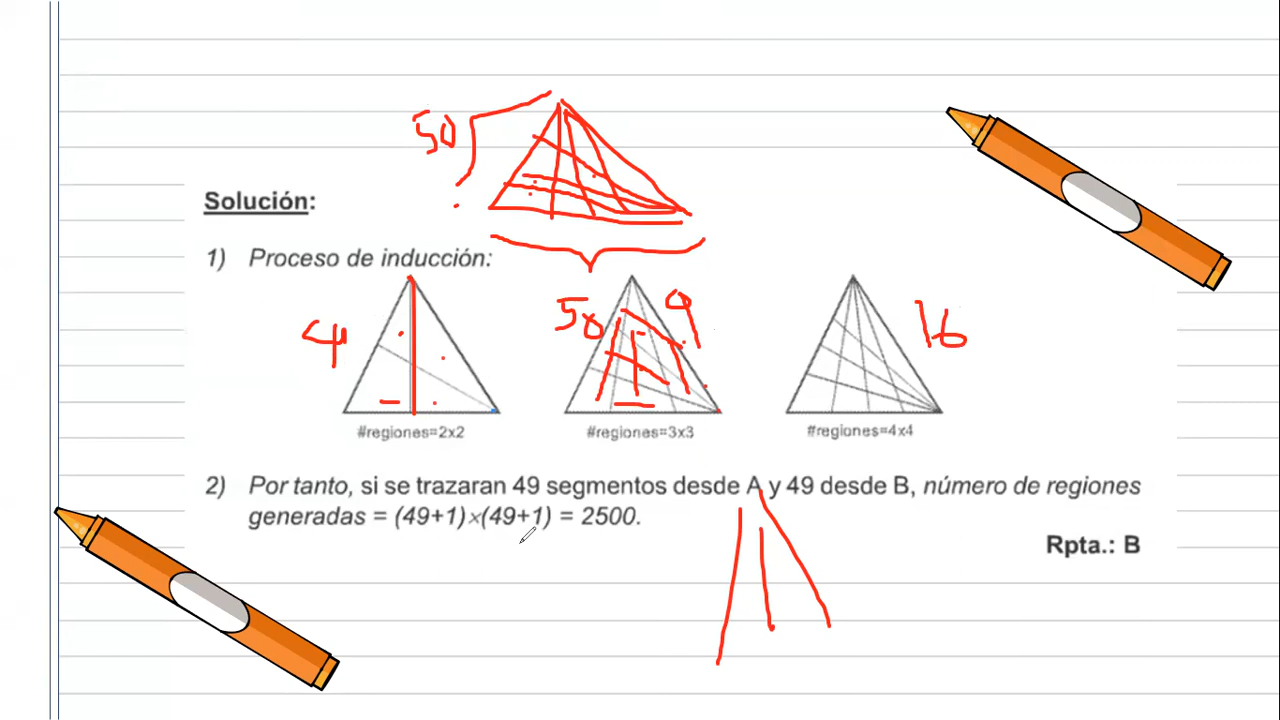 50
Solución:
1) Proceso de inducción:
4
50
9
16
#regiones=2x2
#regiones=3x3
#regiones=4x4
2) Por tanto, si se trazaran 49 segmentos desde A y 49 desde B, número de regiones
generadas = (49+1)×(49+1) = 2500.
Rpta.: B